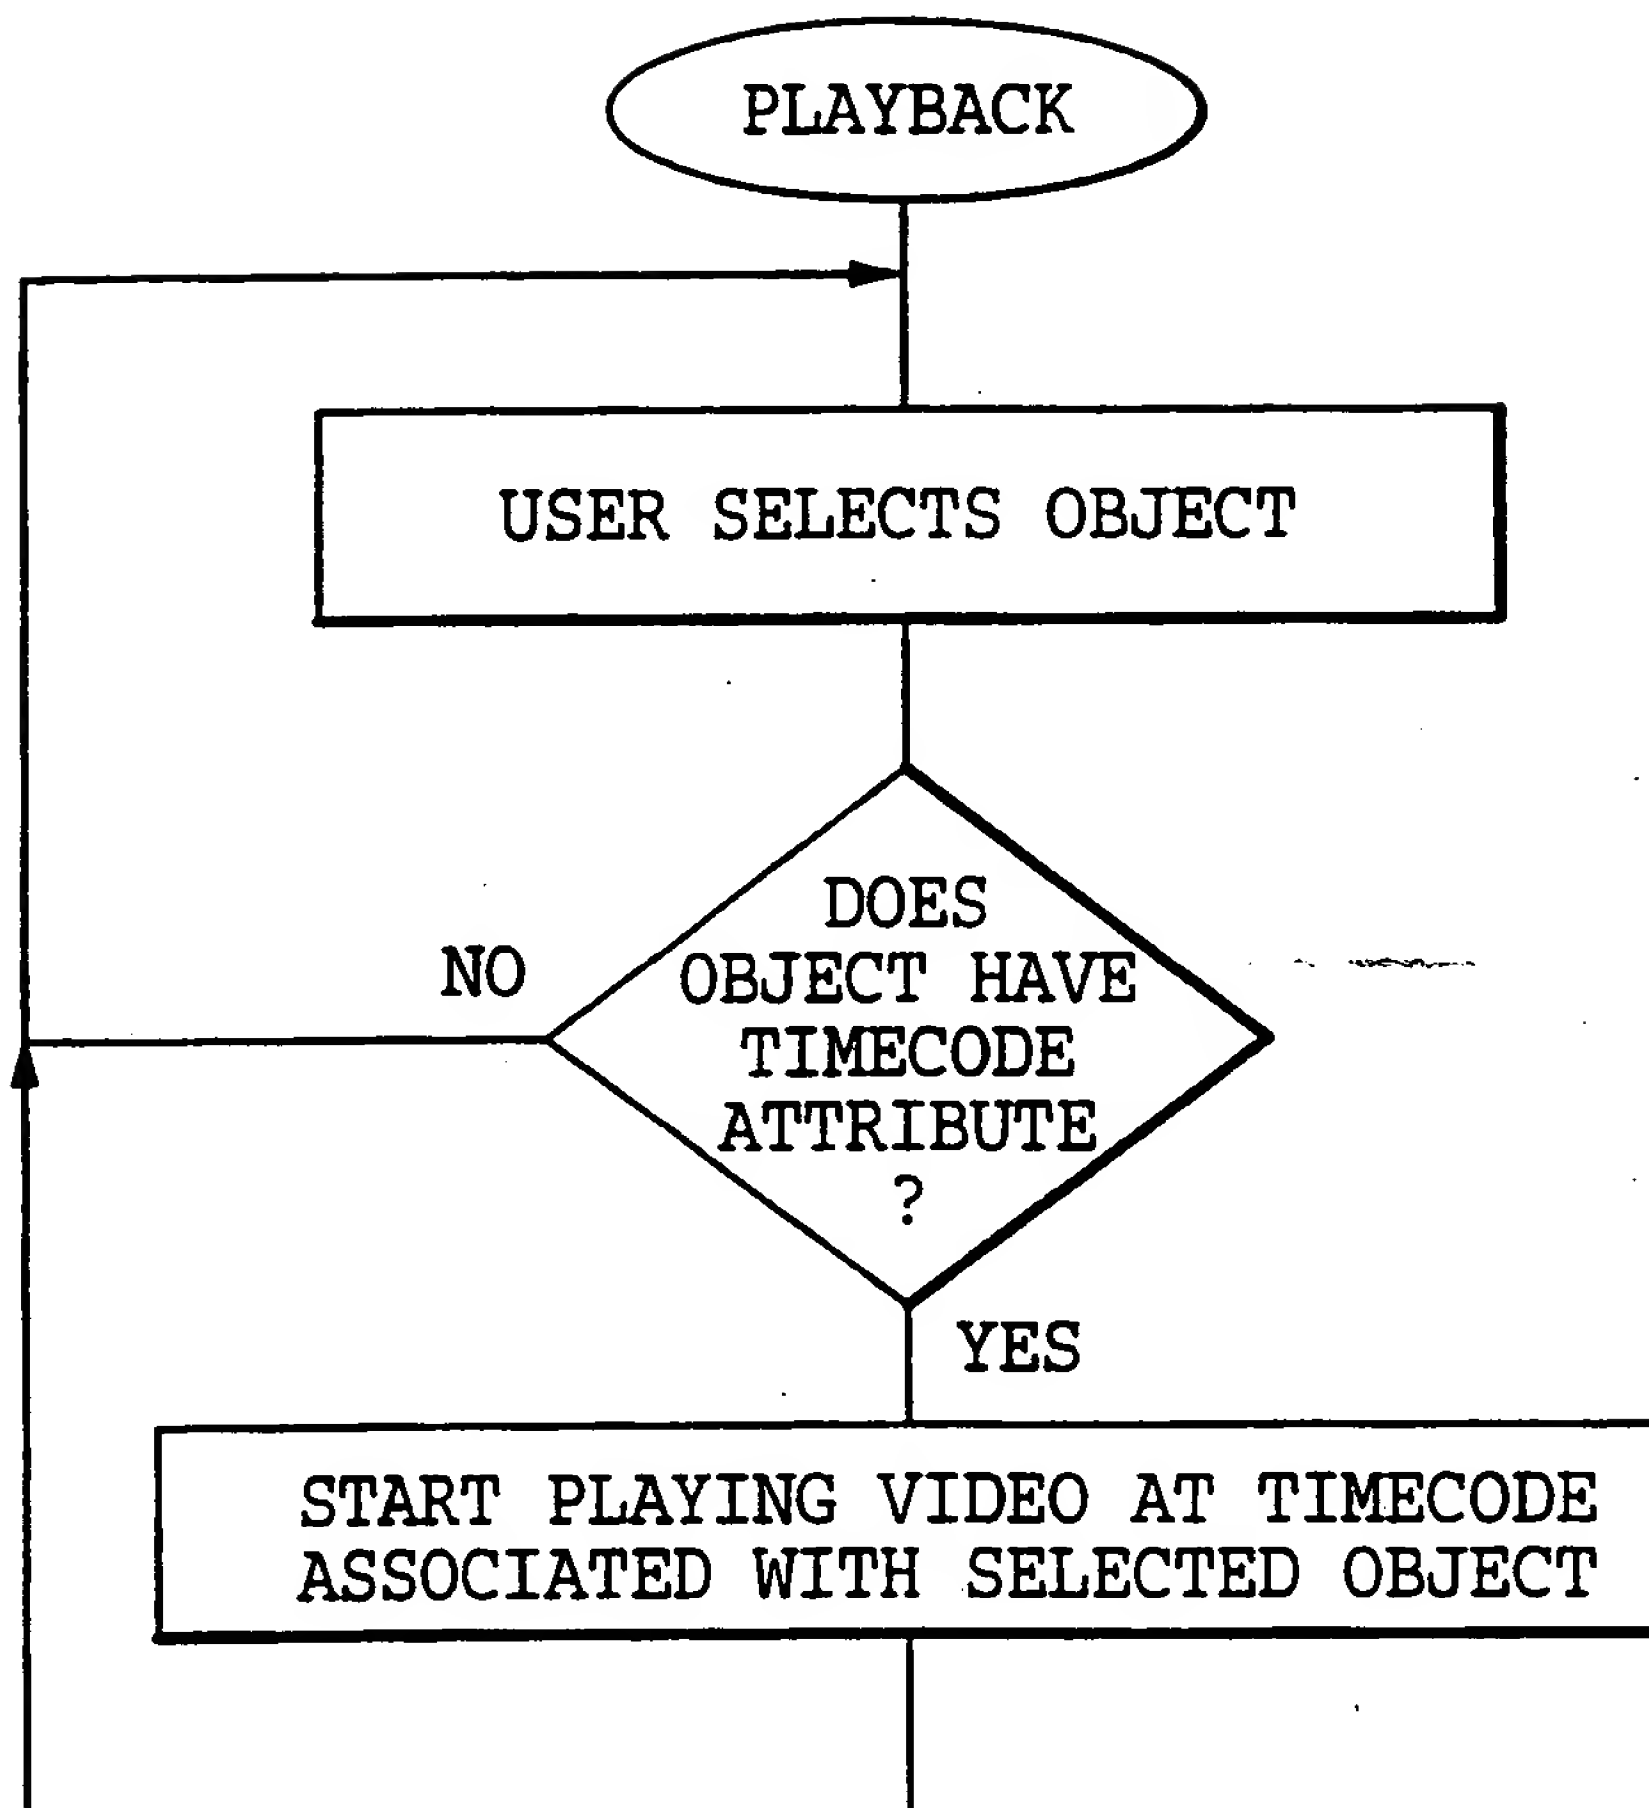 PLAYBACK
USER SELECTS OBJECT
DOES
OBJECT HAVE
TIMECODE
ATTRIBUTE
?
NO
YES
START PLAYING VIDEO AT TIMECODE
ASSOCIATED WITH SELECTED OBJECT